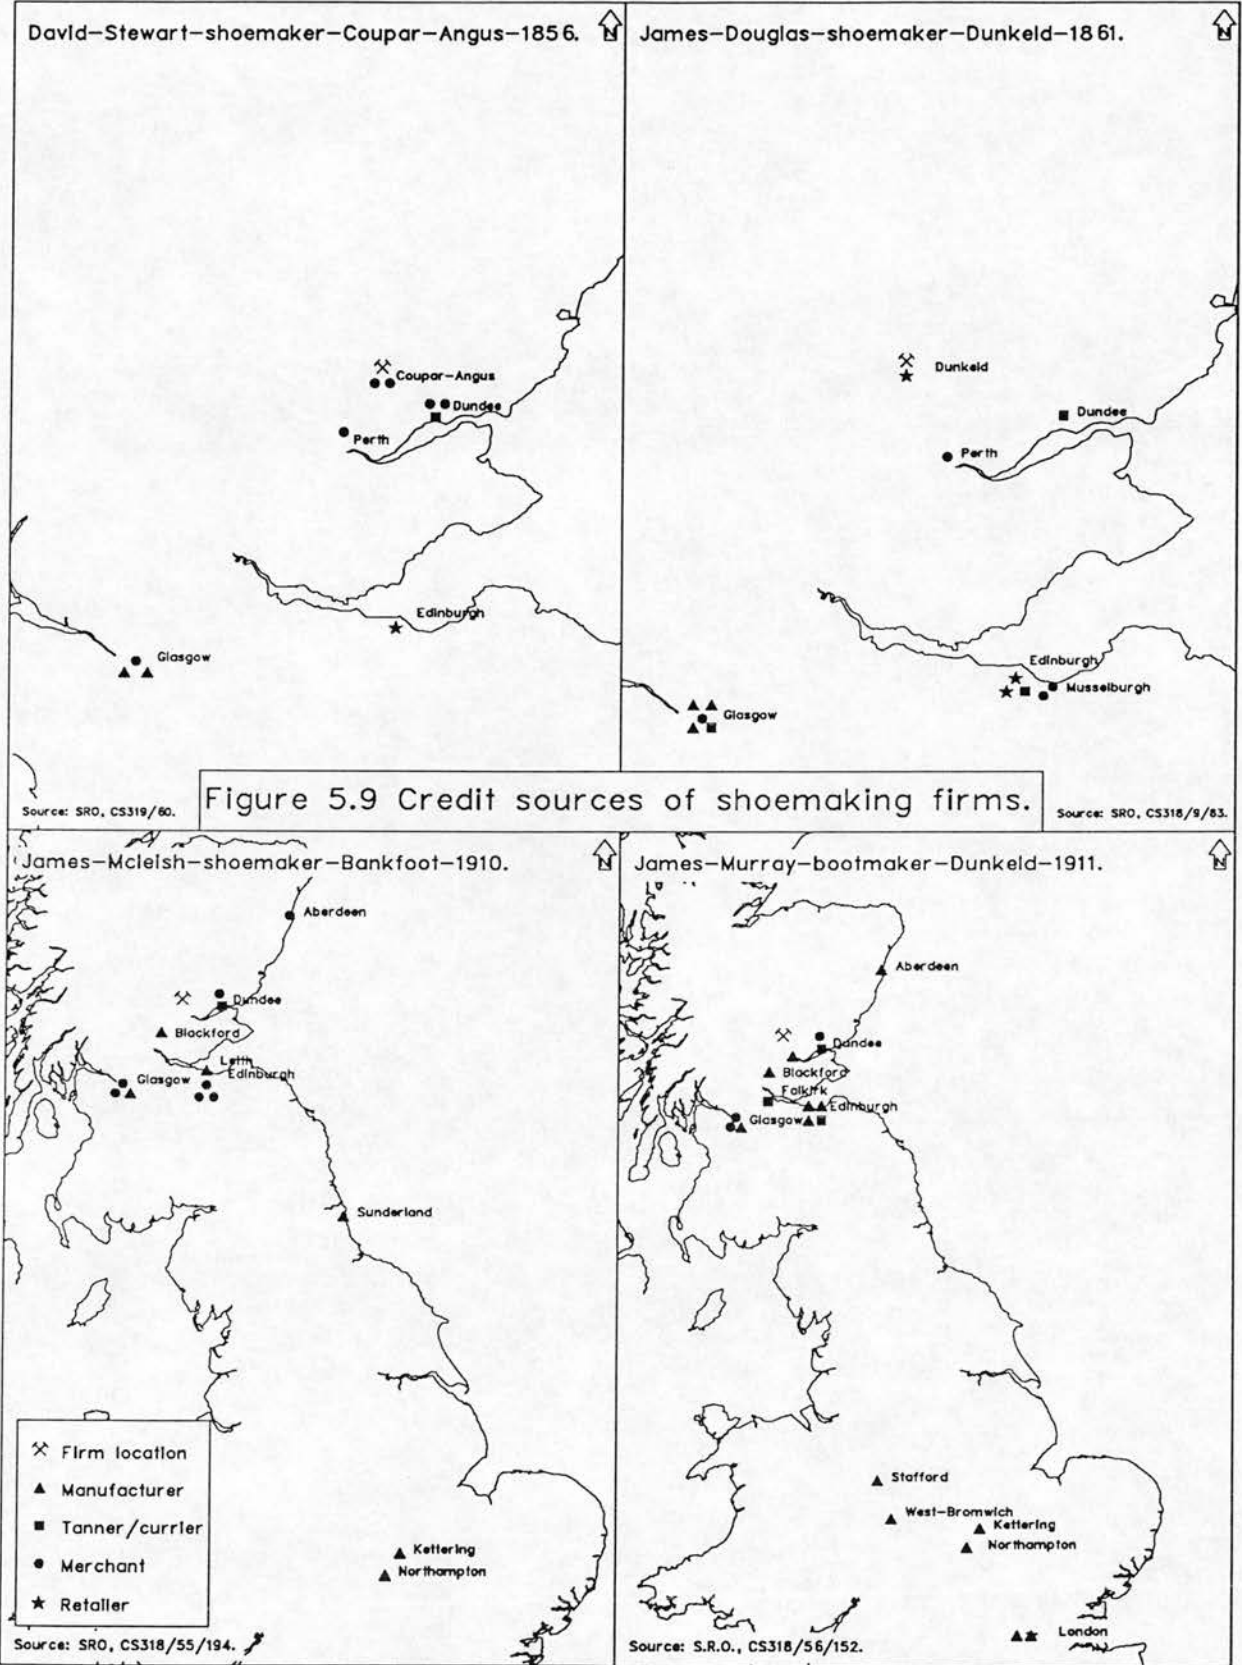 David-Stewart-shoemaker-Coupar-Angus-1856.
N
Coupar-Angus
Dundee
Perth
Edinburgh
Glasgow
Source: SRO, CS319/60.
James-Douglas-shoemaker-Dunkeld-1861.
N
Dunkeld
Dundee
Perth
Edinburgh
Musselburgh
Glasgow
Source: SRO, CS318/9/83.
Figure 5.9 Credit sources of shoemaking firms.
James-Mcleish-shoemaker-Bankfoot-1910.
N
Aberdeen
Dundee
Blackford
Leith
Edinburgh
Glasgow
Sunderland
Kettering
Northampton
Firm location
Manufacturer
Tanner/currier
Merchant
Retailer
Source: SRO, CS318/55/194.
James-Murray-bootmaker-Dunkeld-1911.
N
Aberdeen
Dundee
Blackford
Falkirk
Edinburgh
Glasgow
Stafford
West-Bromwich
Kettering
Northampton
London
Source: S.R.O., CS318/56/152.